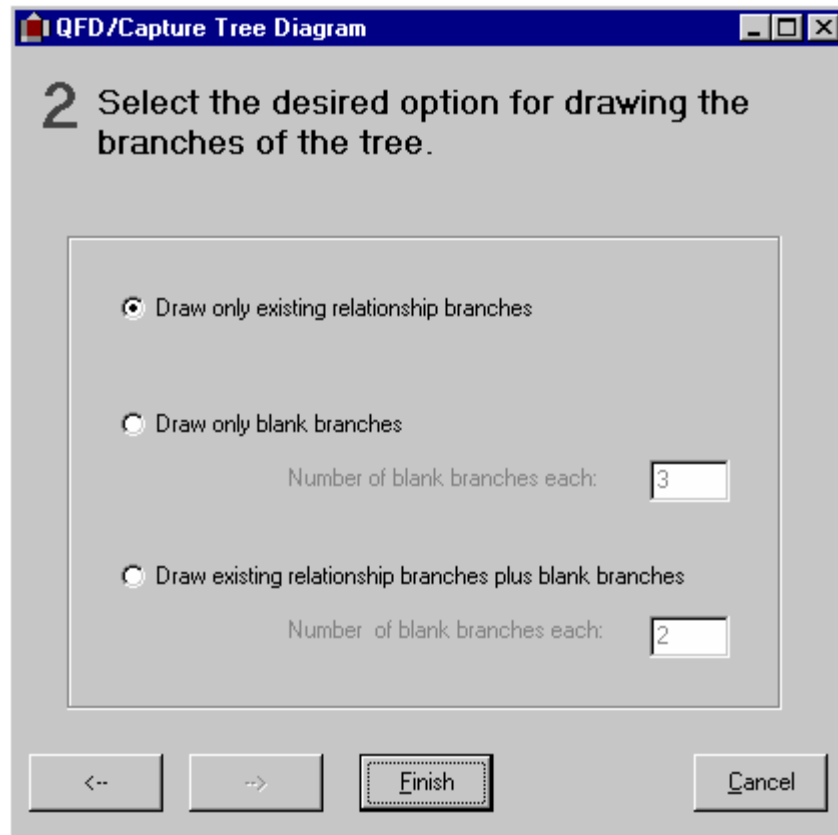 QFD/Capture Tree Diagram
2 Select the desired option for drawing the
branches of the tree.
Draw only existing relationship branches
Draw only blank branches
Number of blank branches each: 3
Draw existing relationship branches plus blank branches
Number of blank branches each: 2
<-- --> Finish Cancel